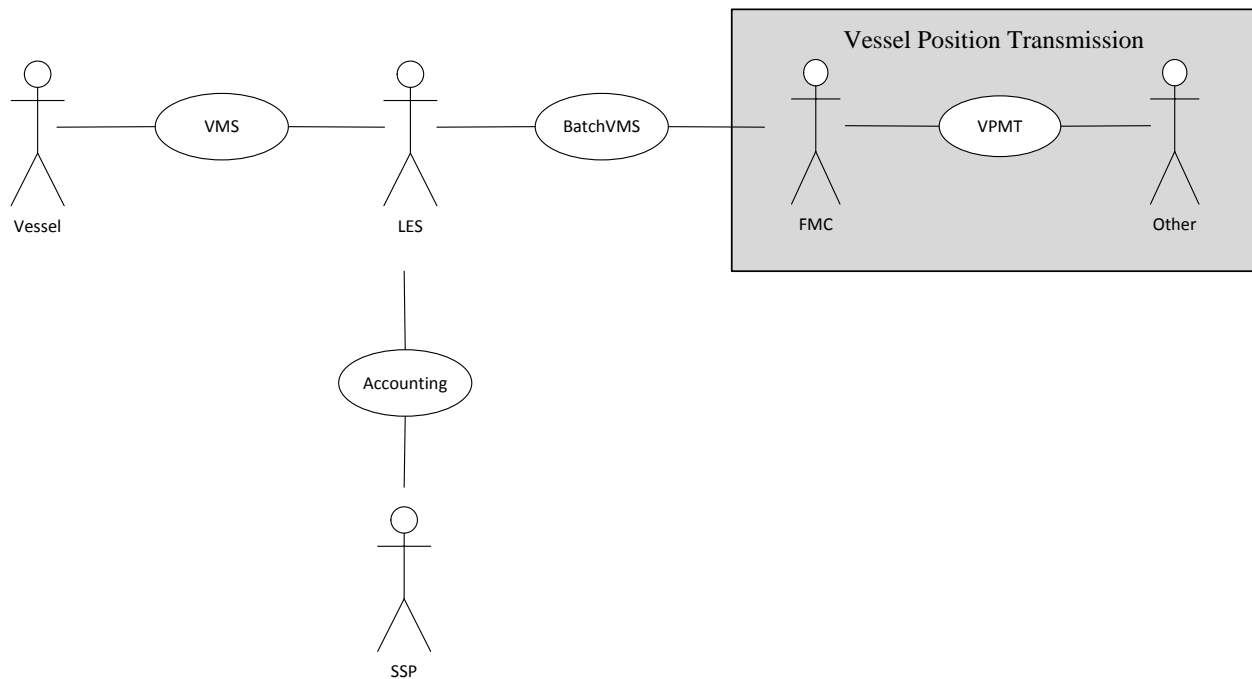 Vessel Position Transmission
VMS
BatchVMS
VPMT
Vessel
LES
FMC
Other
Accounting
SSP